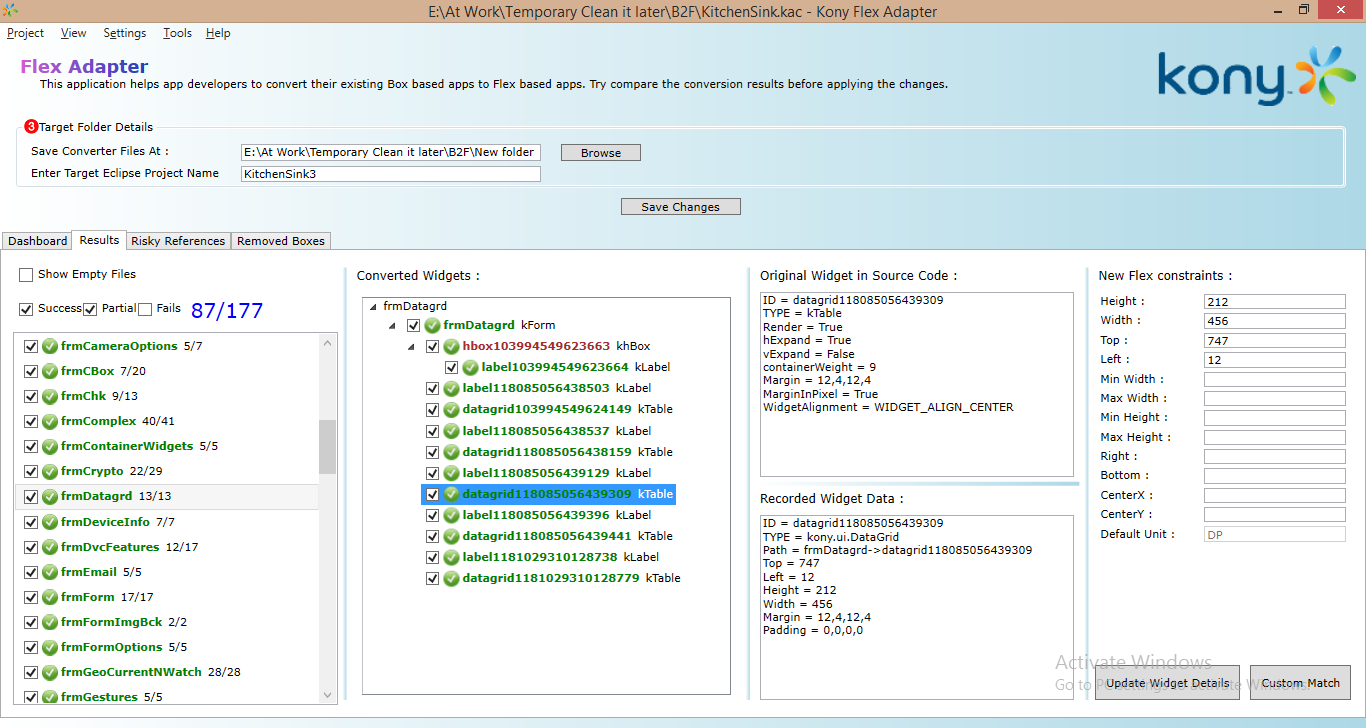 E:\At Work\Temporary Clean it later\B2F\KitchenSink.kac - Kony Flex Adapter
Project View Settings Tools Help
Flex Adapter
This application helps app developers to convert their existing Box based apps to Flex based apps. Try compare the conversion results before applying the changes.
kony
3 Target Folder Details
Save Converter Files At : E:\At Work\Temporary Clean it later\B2F\New folder Browse
Enter Target Eclipse Project Name KitchenSink3
Save Changes
Dashboard Results Risky References Removed Boxes
Show Empty Files
Success Partial Fails 87/177
frmCameraOptions 5/7
frmCBox 7/20
frmChk 9/13
frmComplex 40/41
frmContainerWidgets 5/5
frmCrypto 22/29
frmDatagrd 13/13
frmDeviceInfo 7/7
frmDvcFeatures 12/17
frmEmail 5/5
frmForm 17/17
frmFormImgBck 2/2
frmFormOptions 5/5
frmGeoCurrentNWatch 28/28
frmGestures 5/5
Converted Widgets :
frmDatagrd
frmDatagrd kForm
hbox103994549623663 khBox
label103994549623664 kLabel
label118085056438503 kLabel
datagrid103994549624149 kTable
label118085056438537 kLabel
datagrid118085056438159 kTable
label118085056439129 kLabel
datagrid118085056439309 kTable
label118085056439396 kLabel
datagrid118085056439441 kTable
label1181029310128738 kLabel
datagrid1181029310128779 kTable
Original Widget in Source Code :
ID = datagrid118085056439309
TYPE = kTable
Render = True
hExpand = True
vExpand = False
containerWeight = 9
Margin = 12,4,12,4
MarginInPixel = True
WidgetAlignment = WIDGET_ALIGN_CENTER
Recorded Widget Data :
ID = datagrid118085056439309
TYPE = kony.ui.DataGrid
Path = frmDatagrd->datagrid118085056439309
Top = 747
Left = 12
Height = 212
Width = 456
Margin = 12,4,12,4
Padding = 0,0,0,0
New Flex constraints :
Height : 212
Width : 456
Top : 747
Left : 12
Min Width :
Max Width :
Min Height :
Max Height :
Right :
Bottom :
CenterX :
CenterY :
Default Unit : DP
Activate Windows
Go to PC settings to activate Windows.
Update Widget Details Custom Match